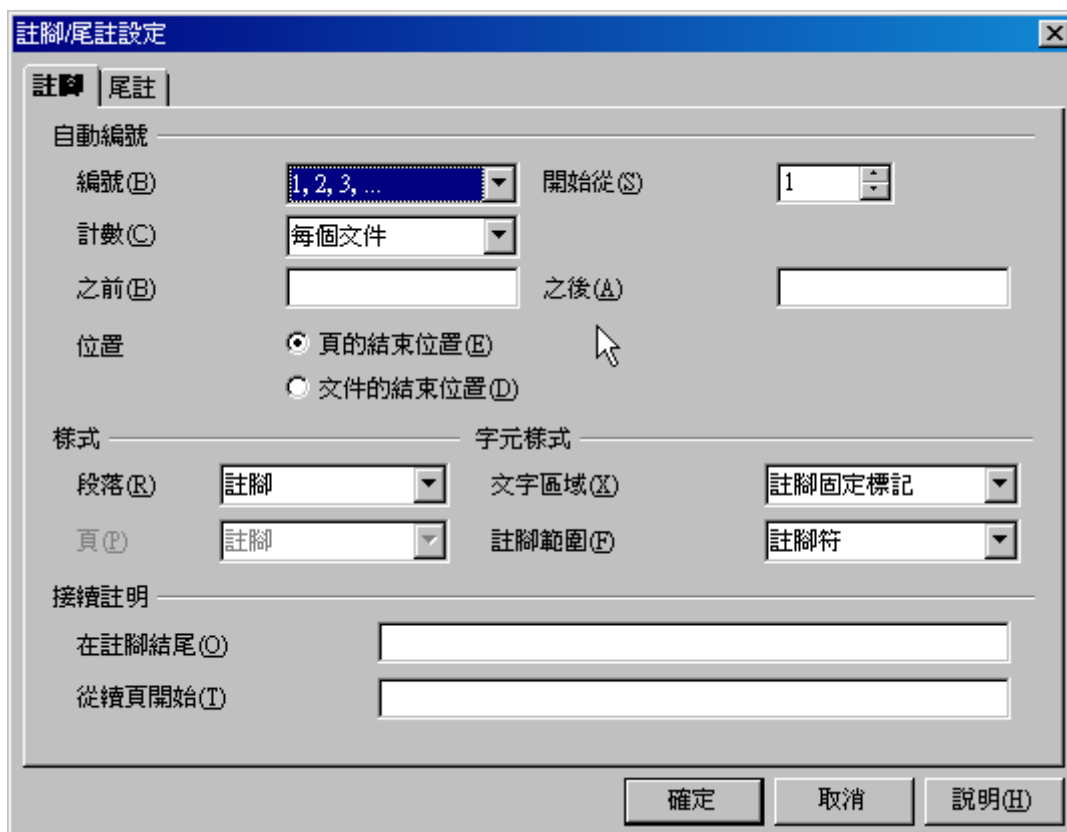 註腳/尾註設定
註腳 尾註
自動編號
編號(B) 1, 2, 3, ... 開始從(S) 1
計數(C) 每個文件
之前(B) 之後(A)
位置 頁的結束位置(E)
文件的結束位置(D)
樣式 字元樣式
段落(R) 註腳 文字區域(X) 註腳固定標記
頁(P) 註腳 註腳範圍(F) 註腳符
接續註明
在註腳結尾(O)
從續頁開始(T)
確定 取消 説明(H)